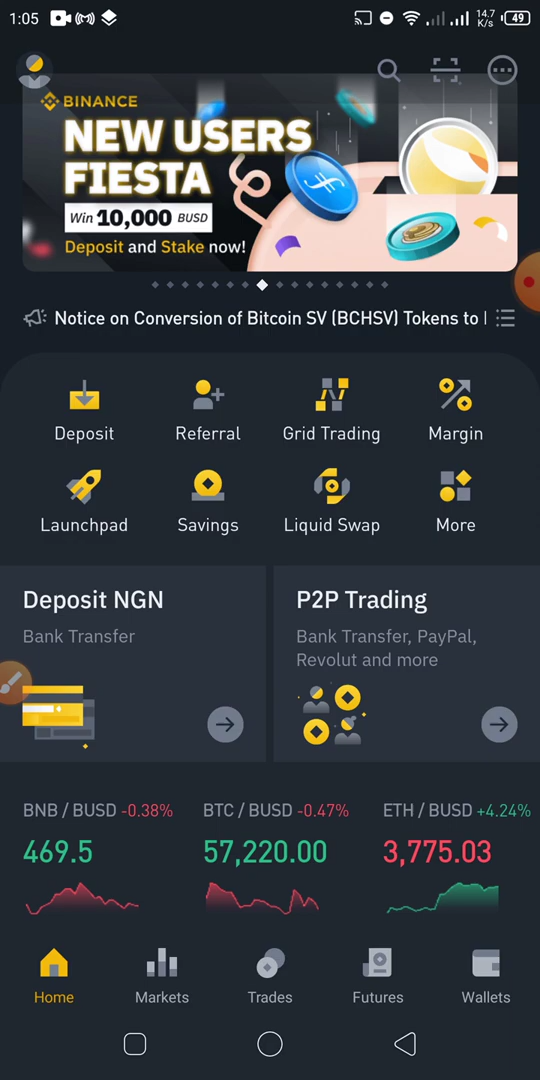 1:05
14.7
K/s
49
BINANCE
NEW USERS
FIESTA
Win 10,000 BUSD
Deposit and Stake now!
Notice on Conversion of Bitcoin SV (BCHSV) Tokens to
Deposit
Referral
Grid Trading
Margin
Launchpad
Savings
Liquid Swap
More
Deposit NGN
Bank Transfer
P2P Trading
Bank Transfer, PayPal,
Revolut and more
BNB / BUSD -0.38%
BTC / BUSD -0.47%
ETH / BUSD +4.24%
469.5
57,220.00
3,775.03
Home
Markets
Trades
Futures
Wallets